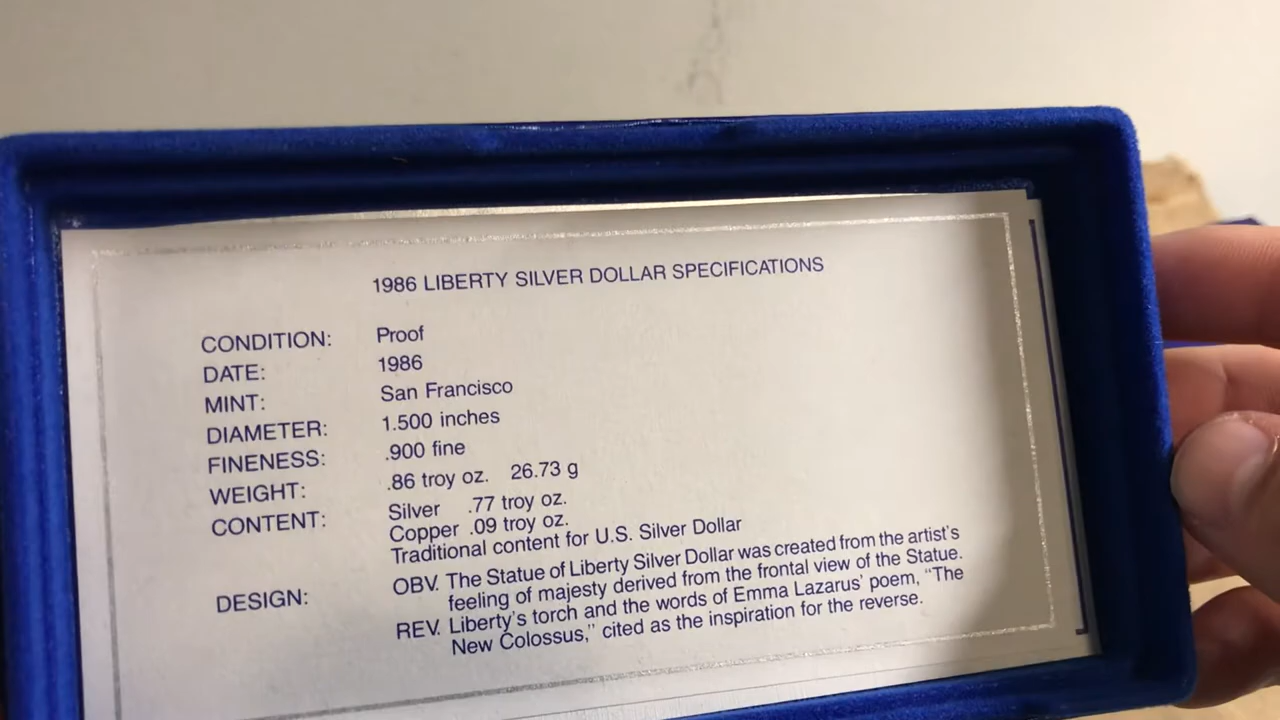 1986 LIBERTY SILVER DOLLAR SPECIFICATIONS
CONDITION: Proof
DATE: 1986
MINT: San Francisco
DIAMETER: 1.500 inches
FINENESS: .900 fine
WEIGHT: .86 troy oz. 26.73 g
CONTENT: Silver .77 troy oz.
Copper .09 troy oz.
Traditional content for U.S. Silver Dollar
DESIGN: OBV. The Statue of Liberty Silver Dollar was created from the artist's
feeling of majesty derived from the frontal view of the Statue.
REV. Liberty's torch and the words of Emma Lazarus' poem, "The
New Colossus," cited as the inspiration for the reverse.